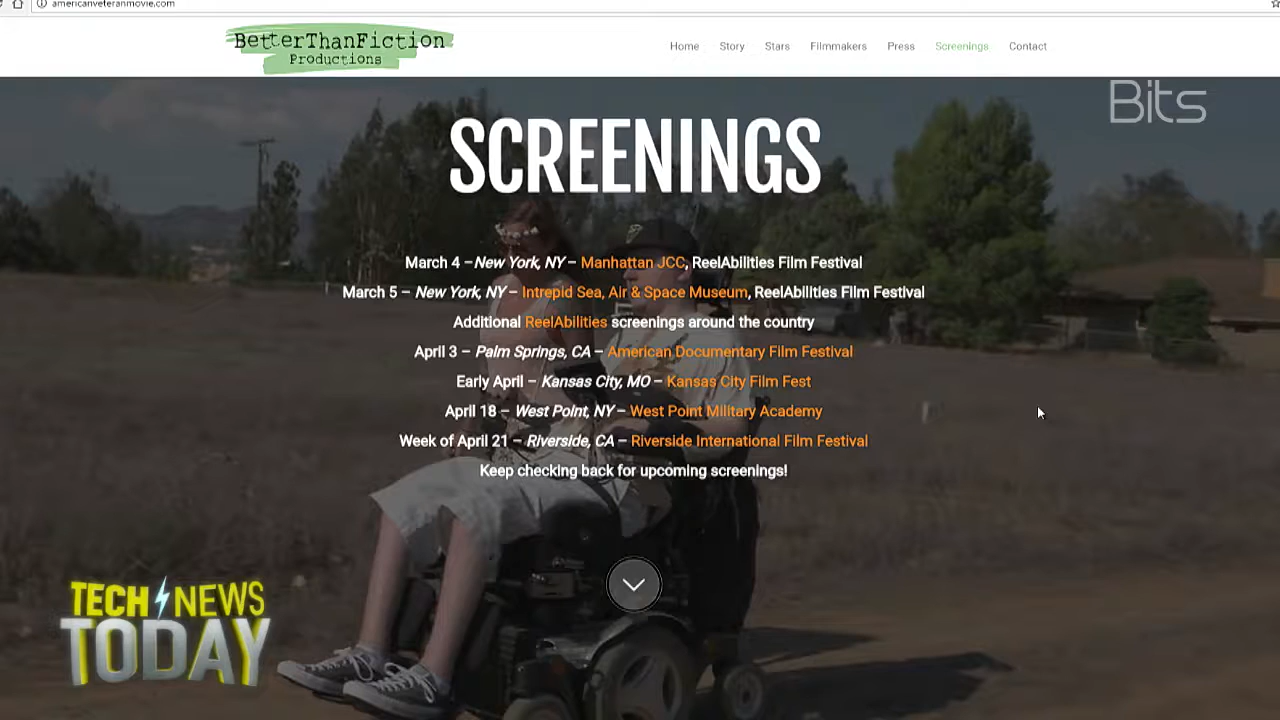 americanveteranmovie.com
BetterThanFiction
Productions
Home Story Stars Filmmakers Press Screenings Contact
Bits
SCREENINGS
March 4 –New York, NY – Manhattan JCC, ReelAbilities Film Festival
March 5 – New York, NY – Intrepid Sea, Air & Space Museum, ReelAbilities Film Festival
Additional ReelAbilities screenings around the country
April 3 – Palm Springs, CA – American Documentary Film Festival
Early April – Kansas City, MO – Kansas City Film Fest
April 18 – West Point, NY – West Point Military Academy
Week of April 21 – Riverside, CA – Riverside International Film Festival
Keep checking back for upcoming screenings!
TECH NEWS
TODAY